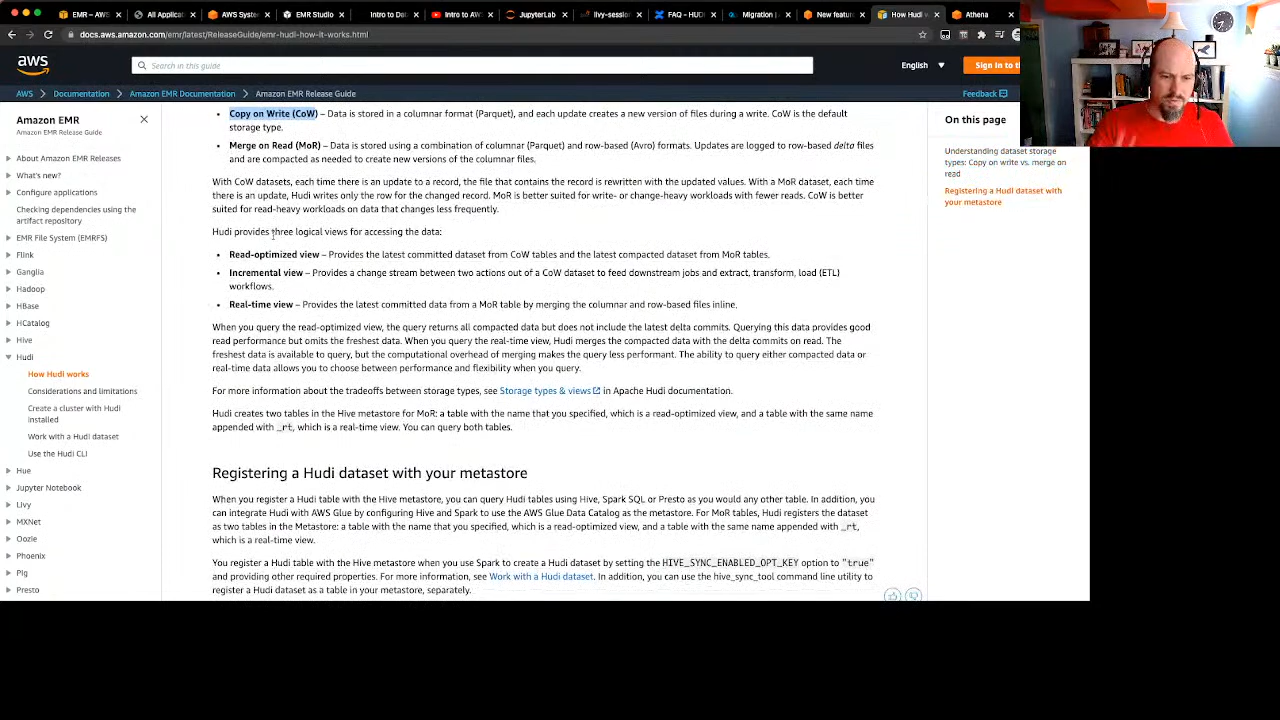 EMR – AWS
All Applic
AWS System
EMR Studio
Intro to Da
Intro to AW
JupyterLab
livy-session
FAQ – HUDI
Migration |
New featur
How Hudi w
Athena
docs.aws.amazon.com/emr/latest/ReleaseGuide/emr-hudi-how-it-works.html
aws
Search in this guide
English
Sign in to th
AWS
Documentation
Amazon EMR Documentation
Amazon EMR Release Guide
Feedback
Amazon EMR
EMR Release Guide
About Amazon EMR Releases
What's new?
Configure applications
Checking dependencies using the
artifact repository
EMR File System (EMRFS)
Flink
Ganglia
Hadoop
HBase
HCatalog
Hive
Hudi
How Hudi works
Considerations and limitations
Create a cluster with Hudi
installed
Work with a Hudi dataset
Use the Hudi CLI
Hue
Jupyter Notebook
Livy
MXNet
Oozie
Phoenix
Pig
Presto
Copy on Write (CoW) – Data is stored in a columnar format (Parquet), and each update creates a new version of files during a write. CoW is the default
storage type.
Merge on Read (MoR) – Data is stored using a combination of columnar (Parquet) and row-based (Avro) formats. Updates are logged to row-based delta files
and are compacted as needed to create new versions of the columnar files.
With CoW datasets, each time there is an update to a record, the file that contains the record is rewritten with the updated values. With a MoR dataset, each time
there is an update, Hudi writes only the row for the changed record. MoR is better suited for write- or change-heavy workloads with fewer reads. CoW is better
suited for read-heavy workloads on data that changes less frequently.
Hudi provides three logical views for accessing the data:
Read-optimized view – Provides the latest committed dataset from CoW tables and the latest compacted dataset from MoR tables.
Incremental view – Provides a change stream between two actions out of a CoW dataset to feed downstream jobs and extract, transform, load (ETL)
workflows.
Real-time view – Provides the latest committed data from a MoR table by merging the columnar and row-based files inline.
When you query the read-optimized view, the query returns all compacted data but does not include the latest delta commits. Querying this data provides good
read performance but omits the freshest data. When you query the real-time view, Hudi merges the compacted data with the delta commits on read. The
freshest data is available to query, but the computational overhead of merging makes the query less performant. The ability to query either compacted data or
real-time data allows you to choose between performance and flexibility when you query.
For more information about the tradeoffs between storage types, see Storage types & views in Apache Hudi documentation.
Hudi creates two tables in the Hive metastore for MoR: a table with the name that you specified, which is a read-optimized view, and a table with the same name
appended with _rt, which is a real-time view. You can query both tables.
Registering a Hudi dataset with your metastore
When you register a Hudi table with the Hive metastore, you can query Hudi tables using Hive, Spark SQL or Presto as you would any other table. In addition, you
can integrate Hudi with AWS Glue by configuring Hive and Spark to use the AWS Glue Data Catalog as the metastore. For MoR tables, Hudi registers the dataset
as two tables in the Metastore: a table with the name that you specified, which is a read-optimized view, and a table with the same name appended with _rt,
which is a real-time view.
You register a Hudi table with the Hive metastore when you use Spark to create a Hudi dataset by setting the HIVE_SYNC_ENABLED_OPT_KEY option to "true"
and providing other required properties. For more information, see Work with a Hudi dataset. In addition, you can use the hive_sync_tool command line utility to
register a Hudi dataset as a table in your metastore, separately.
On this page
Understanding dataset storage
types: Copy on write vs. merge on
read
Registering a Hudi dataset with
your metastore